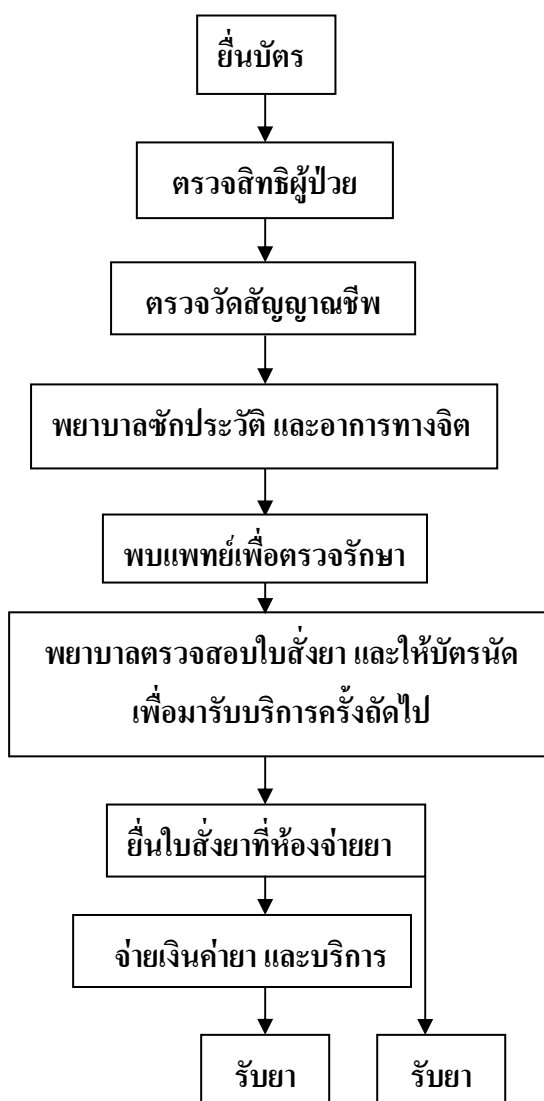 ยื่นบัตร
ตรวจสิทธิผู้ป่วย
ตรวจวัดสัญญาณชีพ
พยาบาลซักประวัติ และอาการทางจิต
พบแพทย์เพื่อตรวจรักษา
พยาบาลตรวจสอบใบสั่งยา และให้บัตรนัด
เพื่อมารับบริการครั้งถัดไป
ยื่นใบสั่งยาที่ห้องจ่ายยา
จ่ายเงินค่ายา และบริการ
รับยา
รับยา